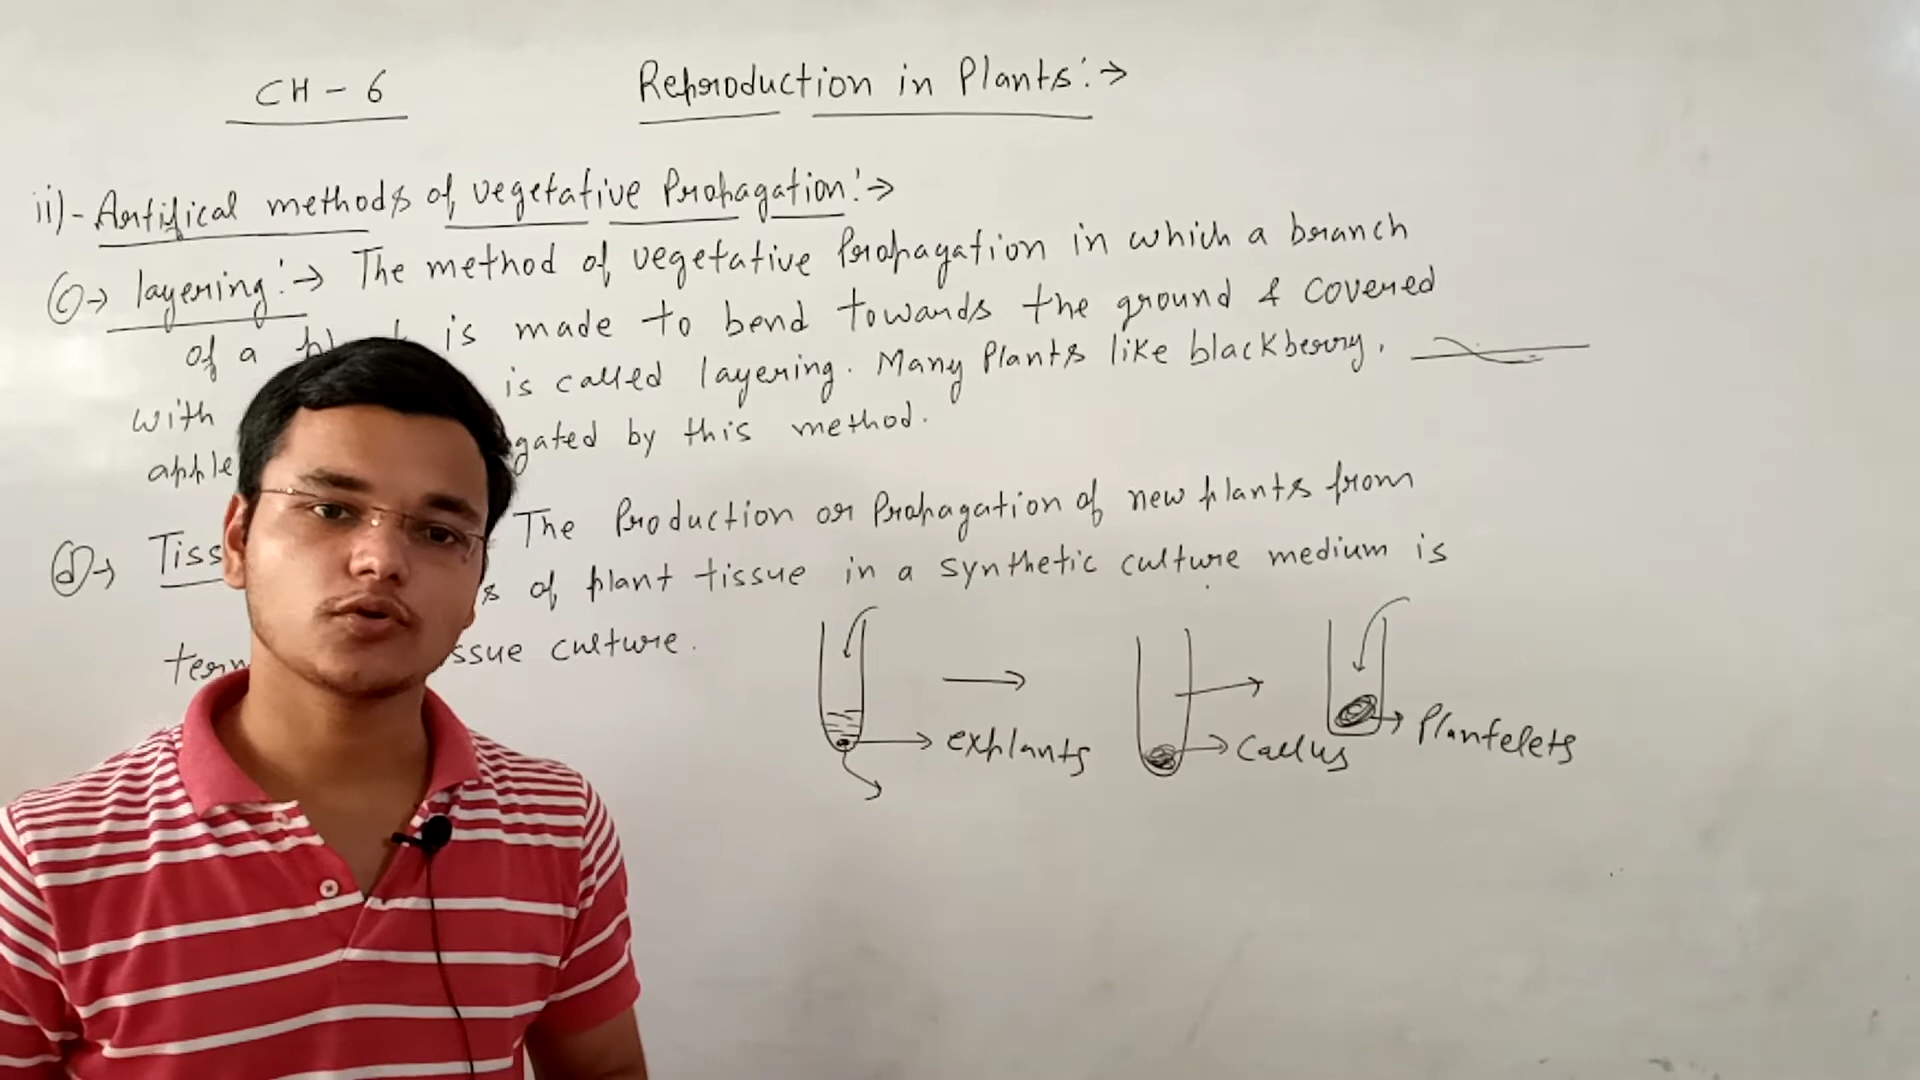 CH - 6
Reproduction in Plants :→
ii)- Artifical methods of vegetative Propagation :→
(C)→ layering :→ The method of vegetative Propagation in which a branch
of a is made to bend towards the ground & covered
with is called layering. Many Plants like blackberry,
apple gated by this method.
(d)→ Tiss The Production or Propagation of new plants from
s of plant tissue in a synthetic culture medium is
term ssue culture.
→ explants
→ Callus
→ Plantelets